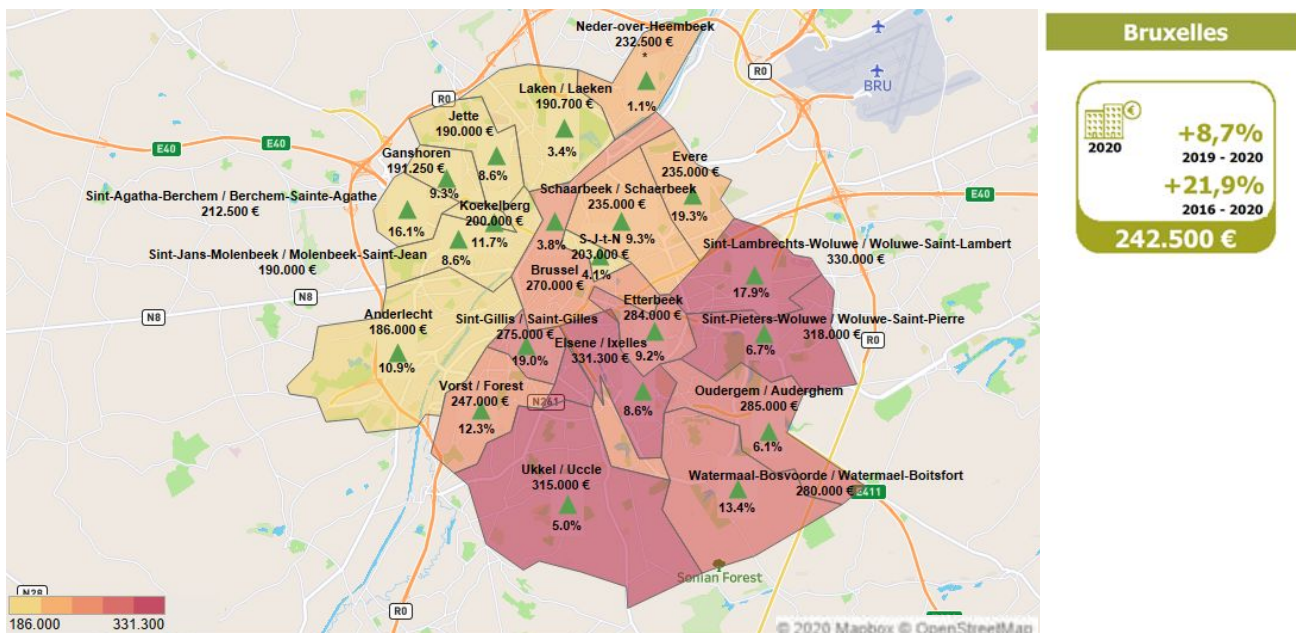 Neder-over-Heembeek
232.500 €
*
1.1%
R0
BRU
Laken / Laeken
190.700 €
3.4%
R0
Jette
190.000 €
8.6%
E40
E40
Ganshoren
191.250 €
9.3%
Evere
235.000 €
19.3%
E40
Sint-Agatha-Berchem / Berchem-Sainte-Agathe
212.500 €
16.1%
Koekelberg
200.000 €
11.7%
Schaarbeek / Schaerbeek
235.000 €
9.3%
S-J-t-N
203.000 €
4.1%
3.8%
Brussel
270.000 €
Sint-Jans-Molenbeek / Molenbeek-Saint-Jean
190.000 €
8.6%
Sint-Lambrechts-Woluwe / Woluwe-Saint-Lambert
330.000 €
17.9%
N8
N8
Anderlecht
186.000 €
10.9%
Sint-Gillis / Saint-Gilles
275.000 €
19.0%
Etterbeek
284.000 €
9.2%
Sint-Pieters-Woluwe / Woluwe-Saint-Pierre
318.000 €
6.7%
R0
Elsene / Ixelles
331.300 €
8.6%
Vorst / Forest
247.000 €
12.3%
N261
Oudergem / Auderghem
285.000 €
6.1%
Ukkel / Uccle
315.000 €
5.0%
Watermaal-Bosvoorde / Watermael-Boitsfort
280.000 €
13.4%
E411
Sonian Forest
N28
R0
186.000
331.300
© 2020 Mapbox © OpenStreetMap
Bruxelles
€
2020
+8,7%
2019 - 2020
+21,9%
2016 - 2020
242.500 €